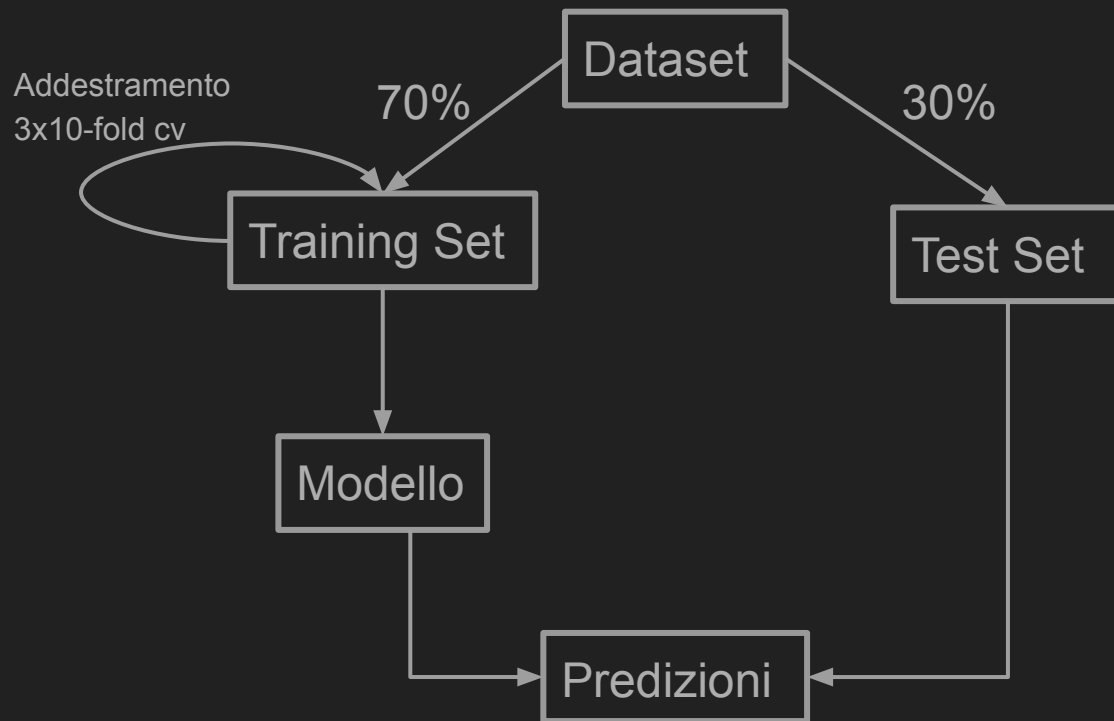 Dataset
Addestramento
3x10-fold cv
70%
30%
Training Set
Test Set
Modello
Predizioni